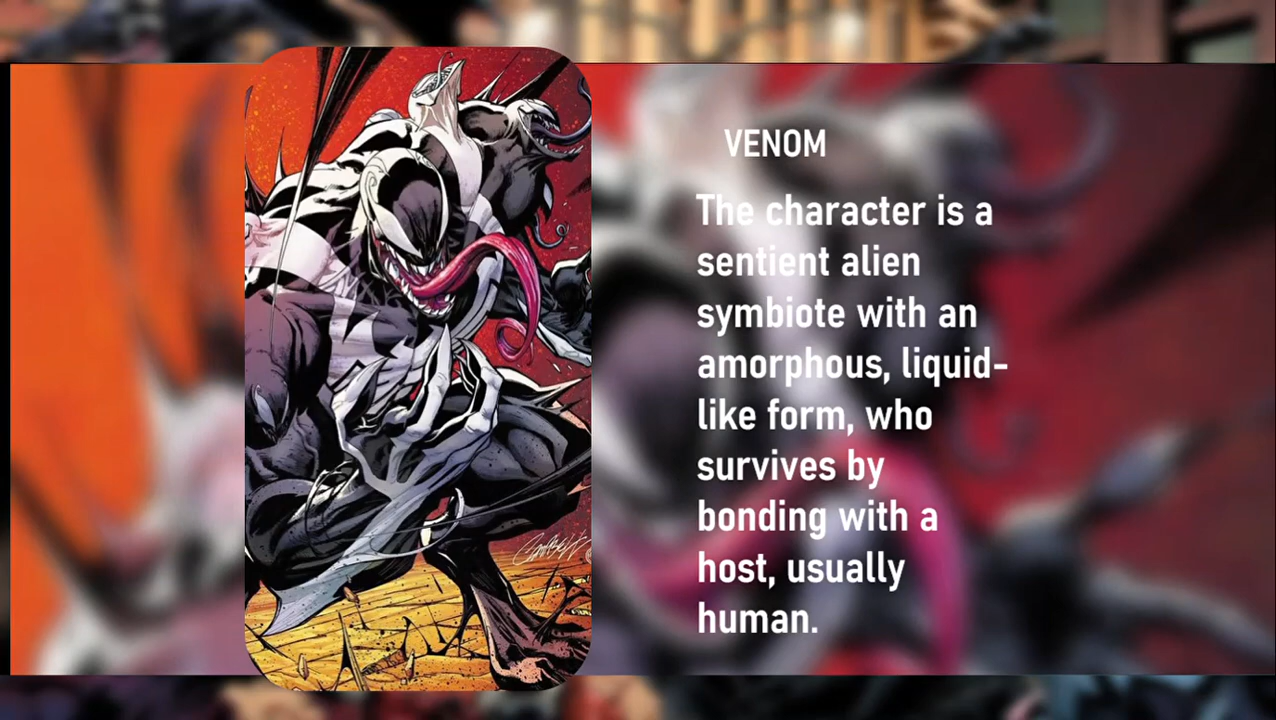 VENOM
The character is a
sentient alien
symbiote with an
amorphous, liquid-
like form, who
survives by
bonding with a
host, usually
human.